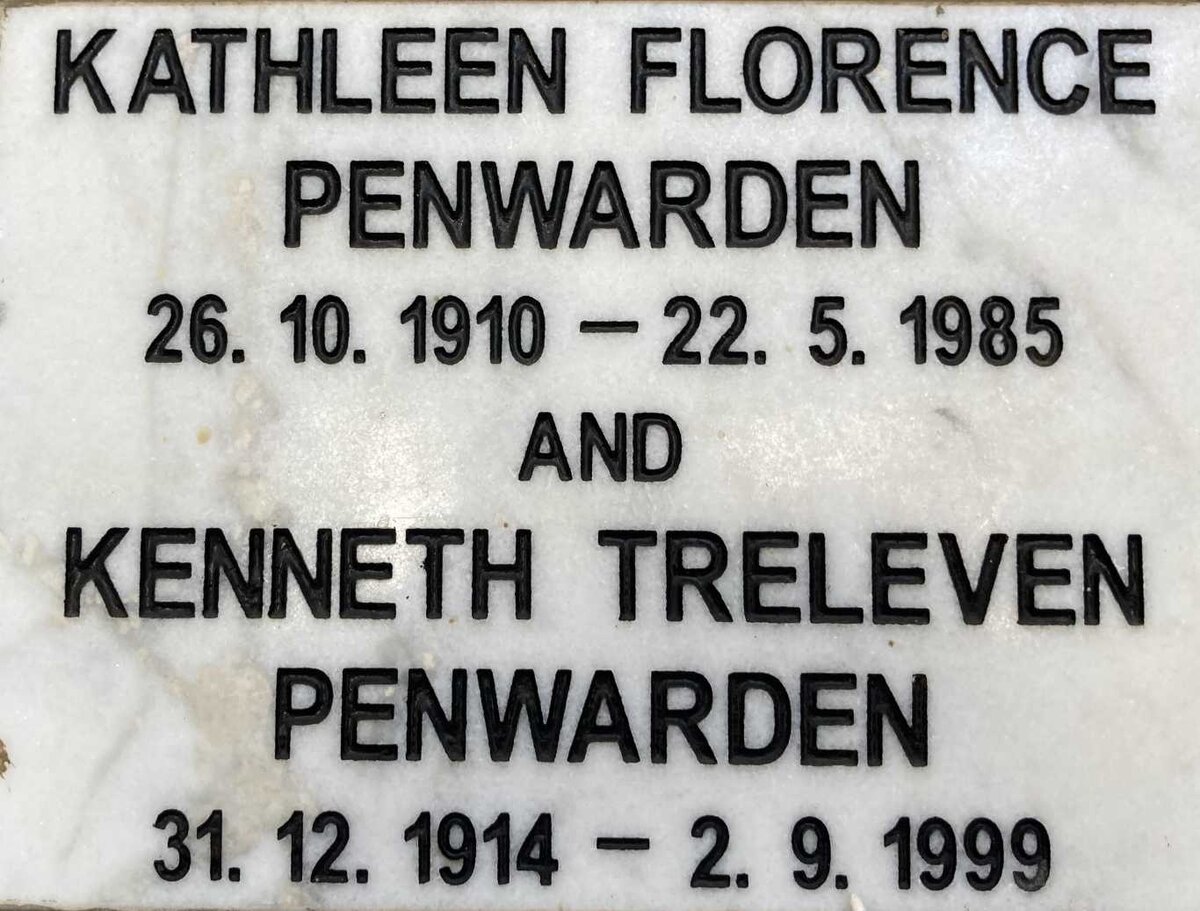 KATHLEEN FLORENCE
PENWARDEN
26. 10. 1910 – 22. 5. 1985
AND
KENNETH TRELEVEN
PENWARDEN
31. 12. 1914 – 2. 9. 1999